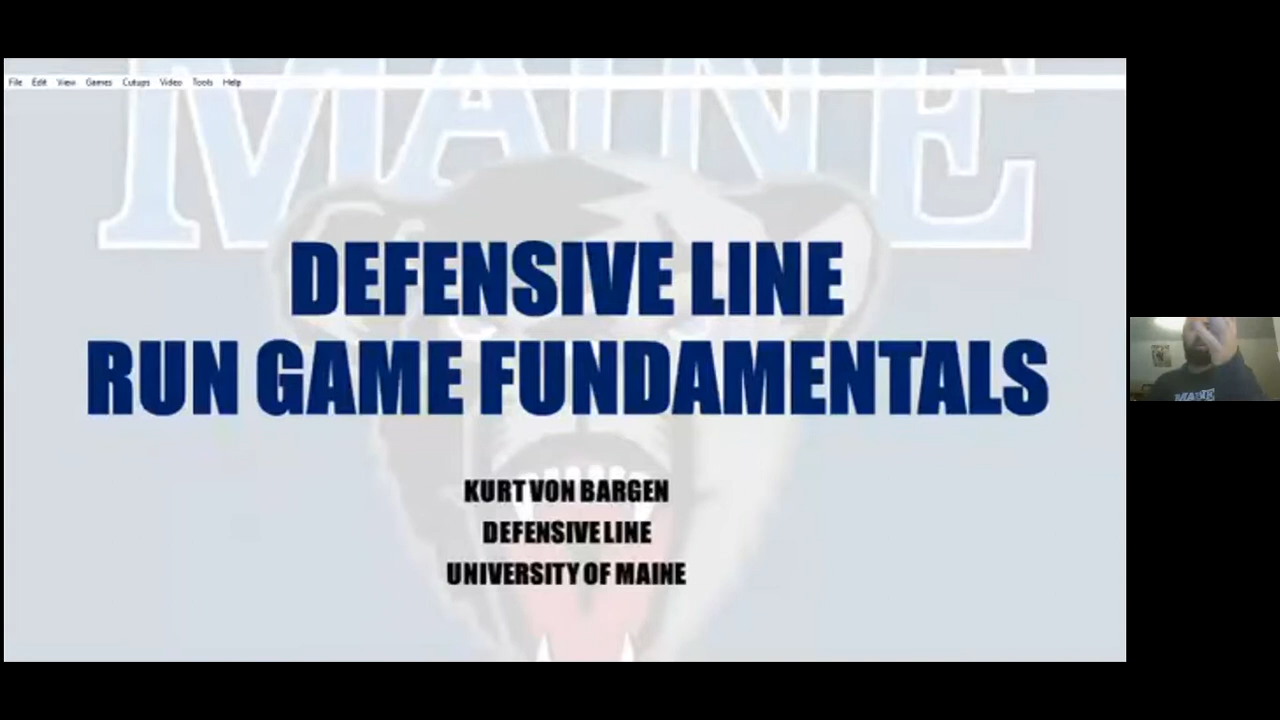 MAINE
File Edit View Games Cutups Video Tools Help
DEFENSIVE LINE
RUN GAME FUNDAMENTALS
KURT VON BARGEN
DEFENSIVE LINE
UNIVERSITY OF MAINE
MAINE